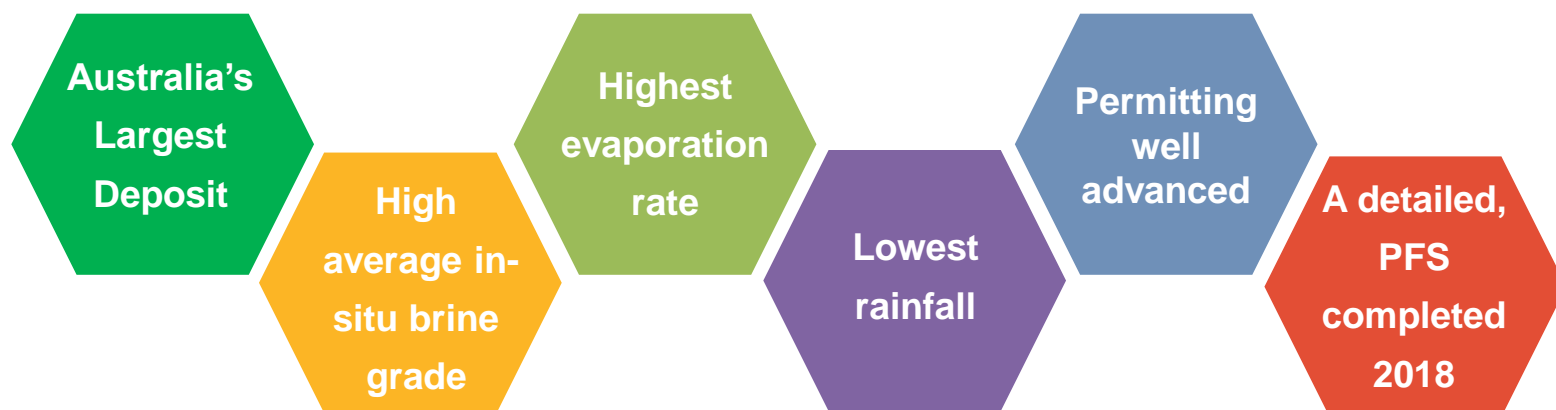 Australia’s
Largest
Deposit
High
average in-
situ brine
grade
Highest
evaporation
rate
Lowest
rainfall
Permitting
well
advanced
A detailed,
PFS
completed
2018